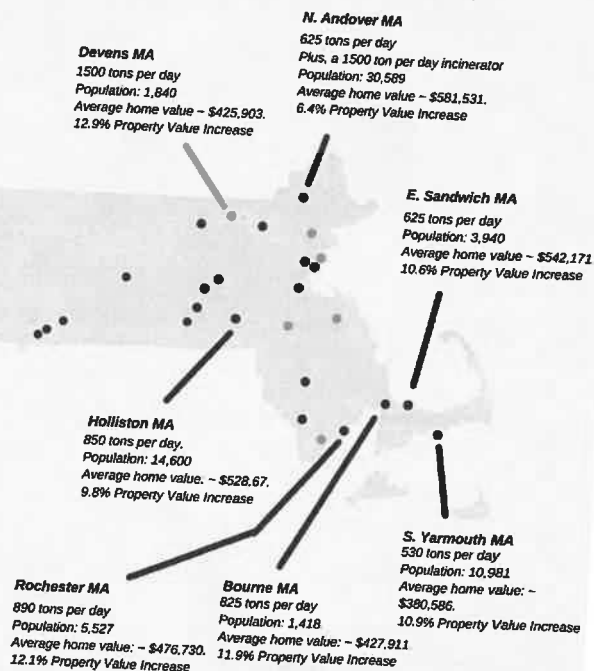 N. Andover MA
625 tons per day
Plus, a 1500 ton per day incinerator
Population: 30,589
Average home value ~ $581,531.
6.4% Property Value Increase
Devens MA
1500 tons per day
Population: 1,840
Average home value ~ $425,903.
12.9% Property Value Increase
E. Sandwich MA
625 tons per day
Population: 3,940
Average home value ~ $542,171
10.6% Property Value Increase
Holliston MA
850 tons per day.
Population: 14,600
Average home value. ~ $528.67.
9.8% Property Value Increase
S. Yarmouth MA
530 tons per day
Population: 10,981
Average home value: ~
$380,586.
10.9% Property Value Increase
Rochester MA
890 tons per day
Population: 5,527
Average home value: ~ $476,730.
12.1% Property Value Increase
Bourne MA
825 tons per day
Population: 1,418
Average home value: ~ $427,911
11.9% Property Value Increase